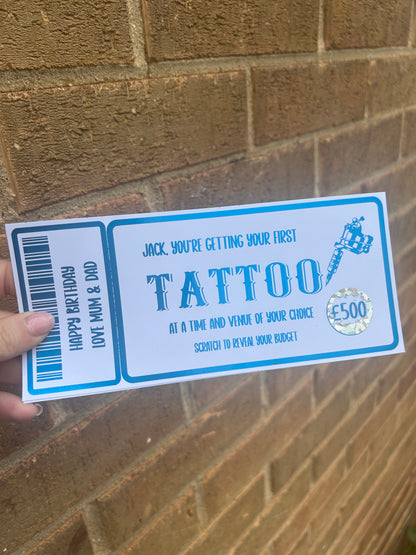 HAPPY BIRTHDAY
LOVE MUM & DAD
JACK, YOU'RE GETTING YOUR FIRST
TATTOO
AT A TIME AND VENUE OF YOUR CHOICE
SCRATCH TO REVEAL YOUR BUDGET
£500